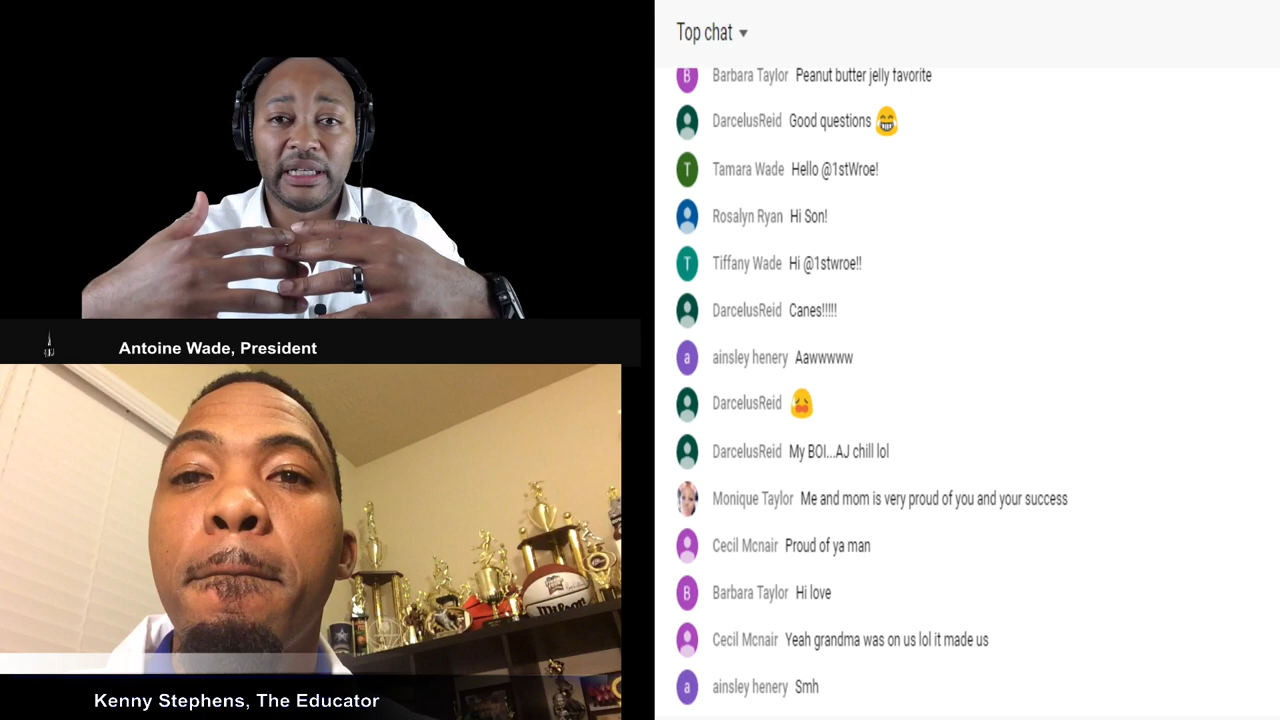 Antoine Wade, President
Kenny Stephens, The Educator
Wilson
Top chat
B Barbara Taylor Peanut butter jelly favorite
DarcelusReid Good questions 😂
T Tamara Wade Hello @1stWroe!
Rosalyn Ryan Hi Son!
T Tiffany Wade Hi @1stwroe!!
DarcelusReid Canes!!!!!
a ainsley henery Aawwwww
DarcelusReid
DarcelusReid My BOI...AJ chill lol
Monique Taylor Me and mom is very proud of you and your success
Cecil Mcnair Proud of ya man
B Barbara Taylor Hi love
Cecil Mcnair Yeah grandma was on us lol it made us
a ainsley henery Smh